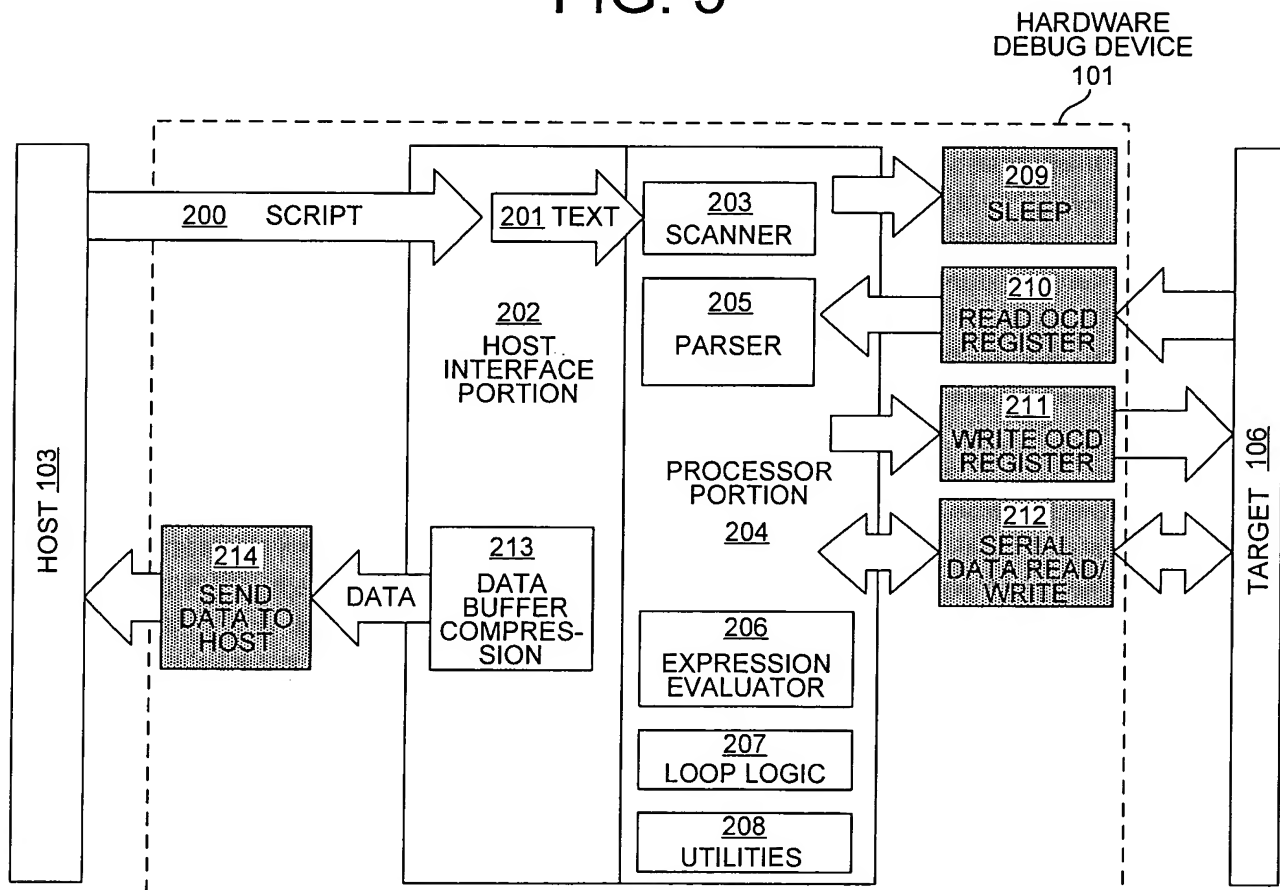 FIG. 5
HARDWARE
DEBUG DEVICE
101
200 SCRIPT
201 TEXT
203
SCANNER
209
SLEEP
202
HOST
INTERFACE
PORTION
205
PARSER
210
READ OCD
REGISTER
211
WRITE OCD
REGISTER
PROCESSOR
PORTION
204
212
SERIAL
DATA READ/
WRITE
HOST 103
TARGET 106
214
SEND
DATA TO
HOST
DATA
213
DATA
BUFFER
COMPRES-
SION
206
EXPRESSION
EVALUATOR
207
LOOP LOGIC
208
UTILITIES